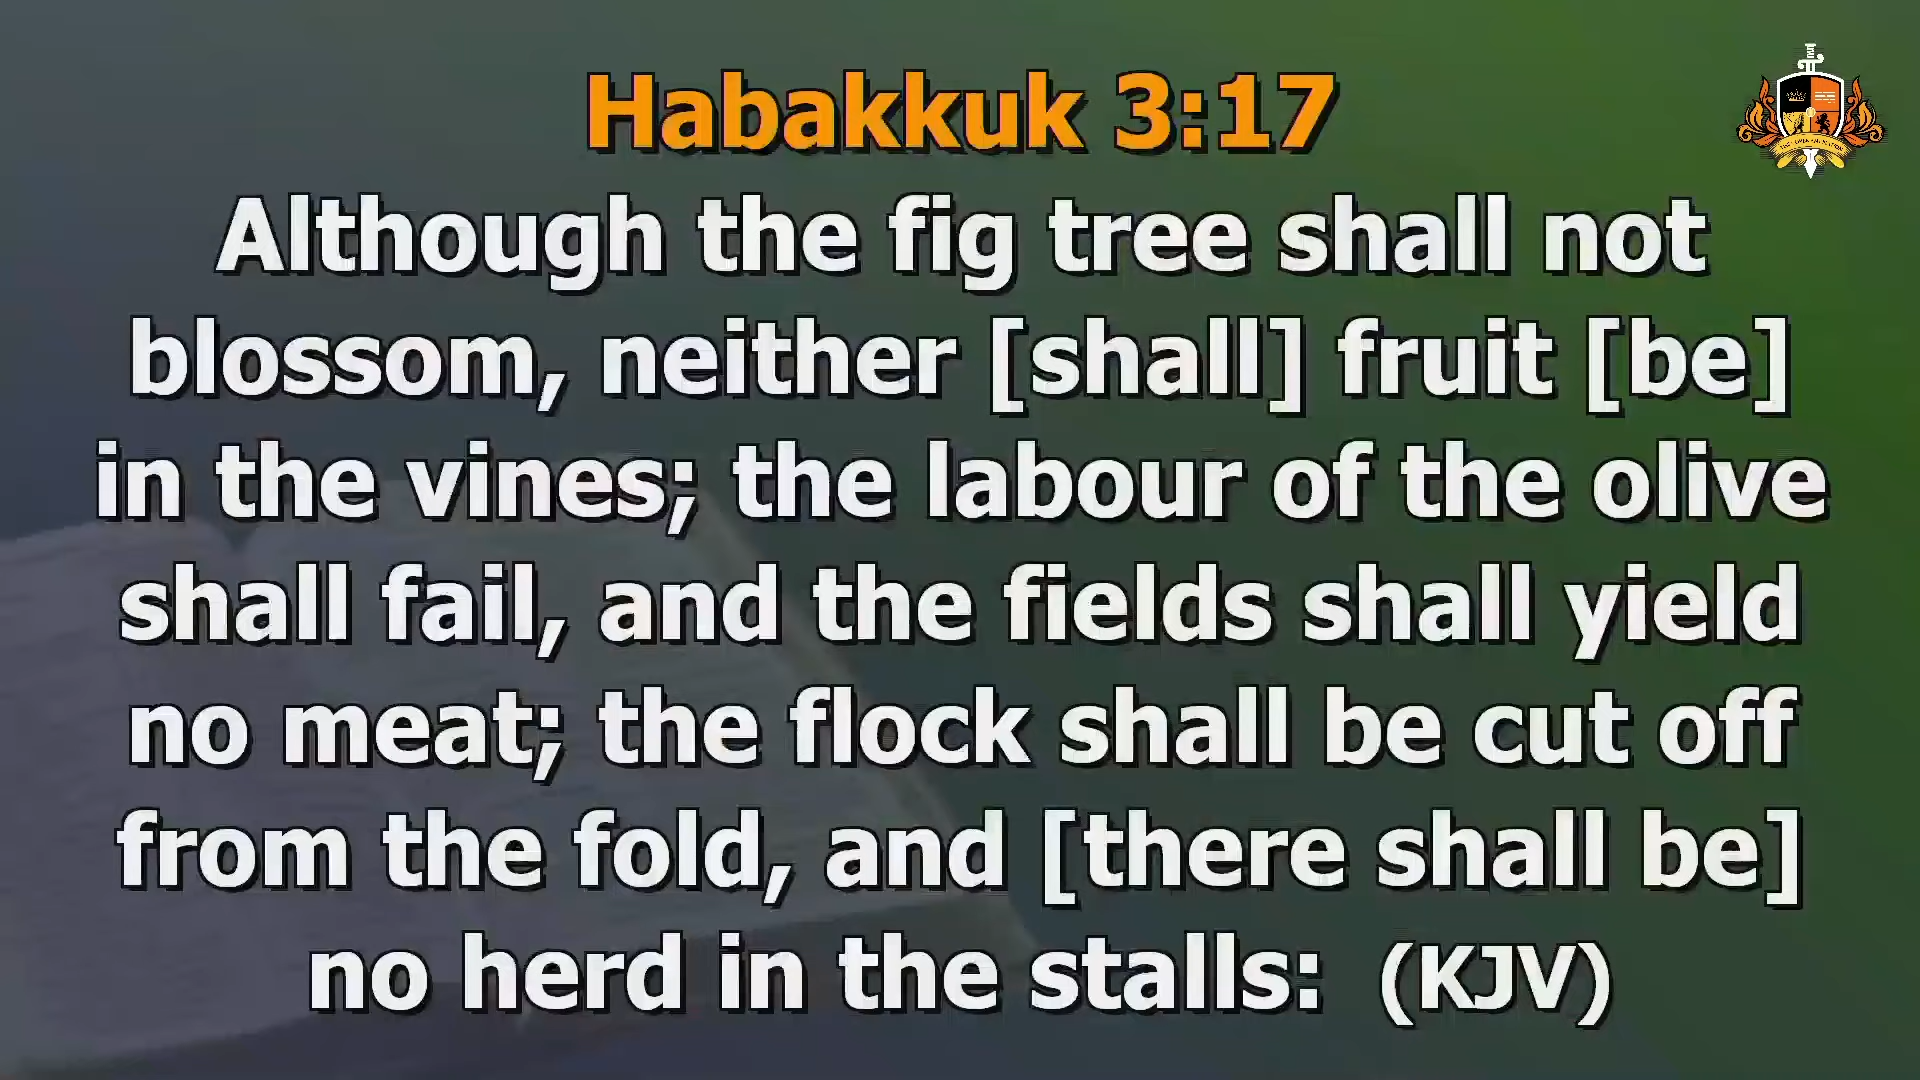 Habakkuk 3:17
Although the fig tree shall not
blossom, neither [shall] fruit [be]
in the vines; the labour of the olive
shall fail, and the fields shall yield
no meat; the flock shall be cut off
from the fold, and [there shall be]
no herd in the stalls: (KJV)